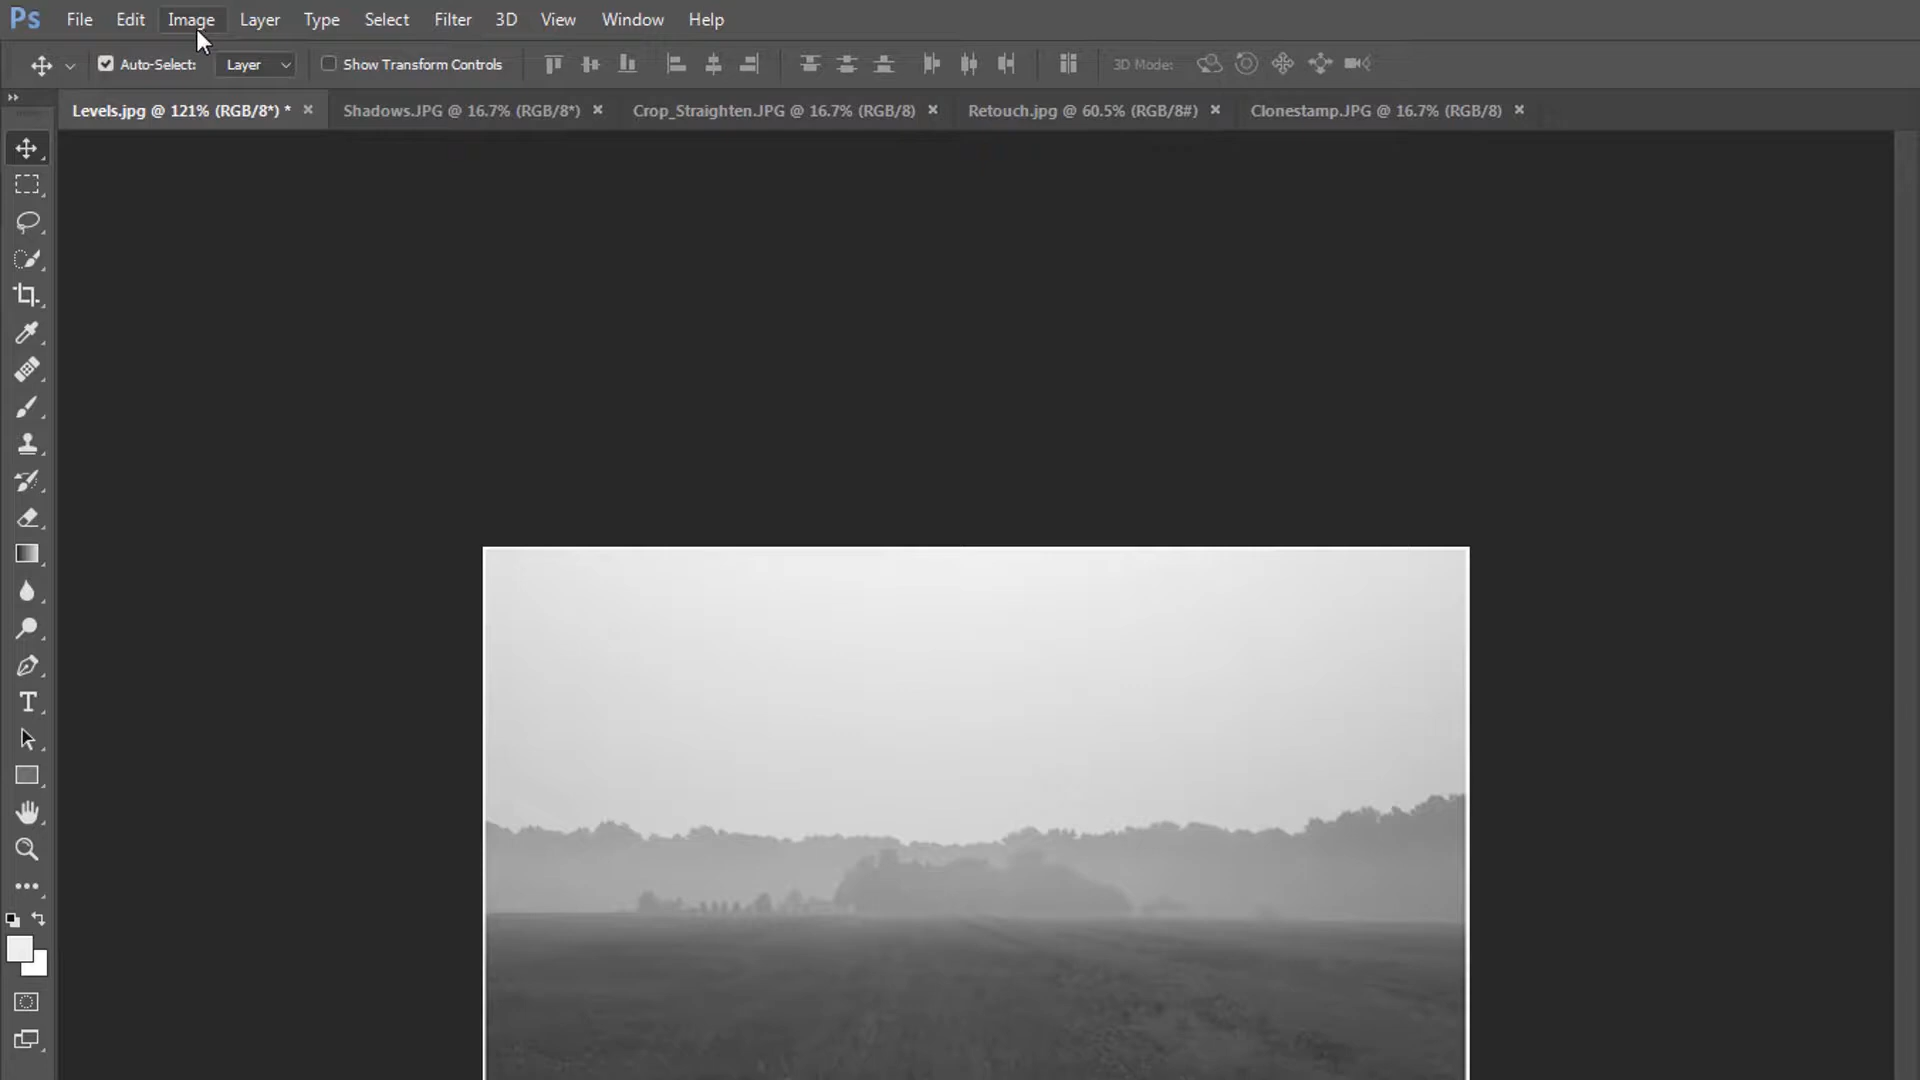 Ps File Edit Image Layer Type Select Filter 3D View Window Help
Auto-Select: Layer Show Transform Controls 3D Mode:
Levels.jpg @ 121% (RGB/8*) * Shadows.JPG @ 16.7% (RGB/8*) Crop_Straighten.JPG @ 16.7% (RGB/8) Retouch.jpg @ 60.5% (RGB/8#) Clonestamp.JPG @ 16.7% (RGB/8)